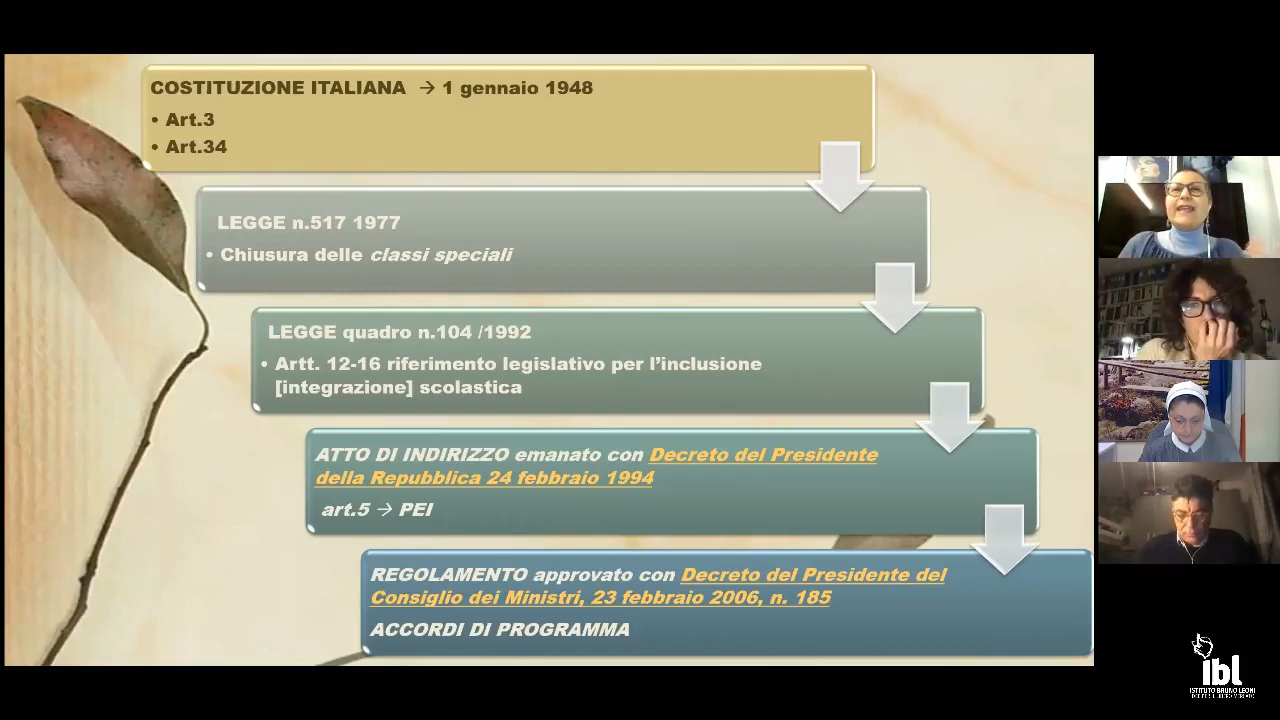 COSTITUZIONE ITALIANA → 1 gennaio 1948
• Art.3
• Art.34
LEGGE n.517 1977
• Chiusura delle classi speciali
LEGGE quadro n.104 /1992
• Artt. 12-16 riferimento legislativo per l'inclusione
[integrazione] scolastica
ATTO DI INDIRIZZO emanato con Decreto del Presidente
della Repubblica 24 febbraio 1994
art.5 → PEI
REGOLAMENTO approvato con Decreto del Presidente del
Consiglio dei Ministri, 23 febbraio 2006, n. 185
ACCORDI DI PROGRAMMA
ibl
ISTITUTO BRUNO LEONI